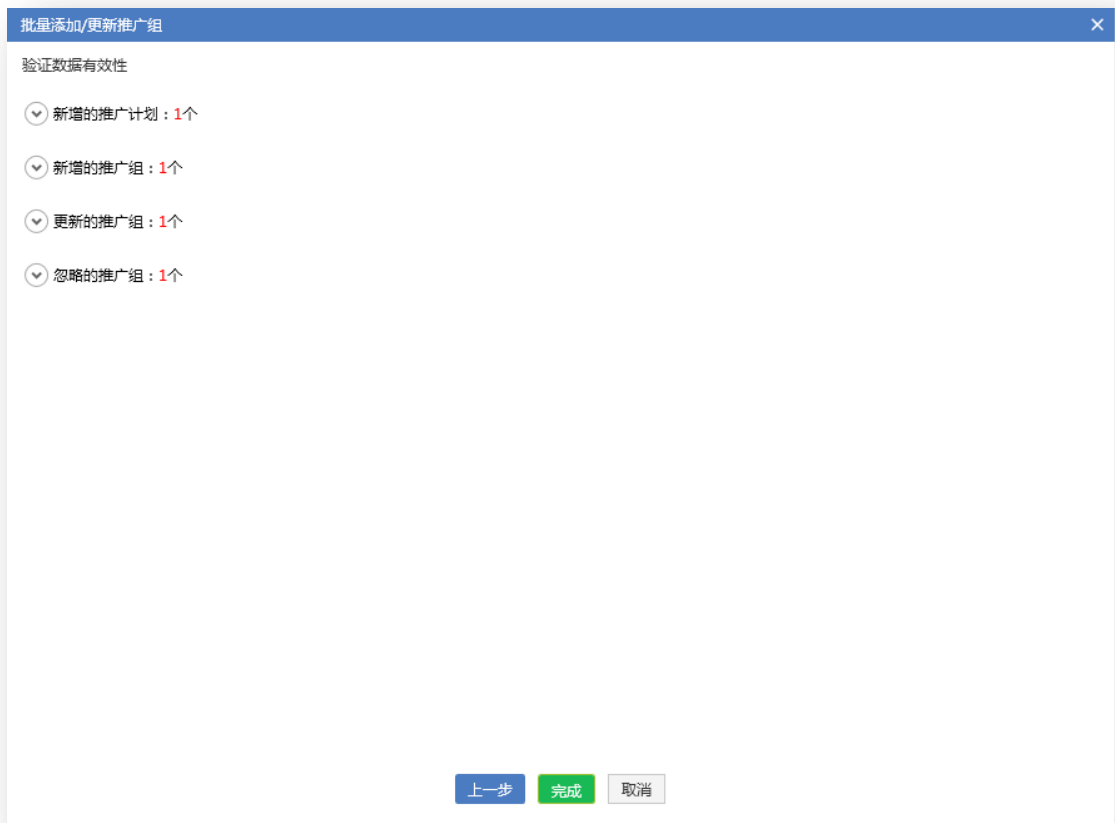 批量添加/更新推广组
验证数据有效性
新增的推广计划：1个
新增的推广组：1个
更新的推广组：1个
忽略的推广组：1个
上一步 完成 取消